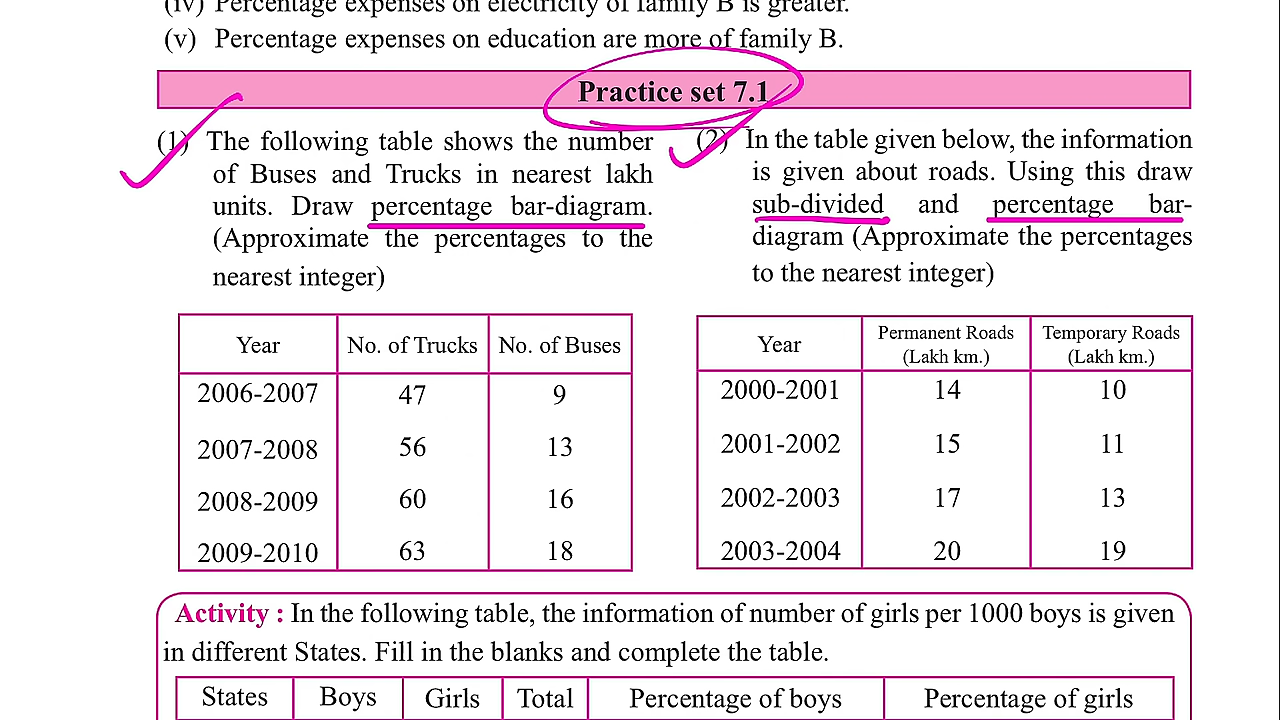 (iv) Percentage expenses on electricity of family B is greater.
(v) Percentage expenses on education are more of family B.
Practice set 7.1
(1) The following table shows the number
of Buses and Trucks in nearest lakh
units. Draw percentage bar-diagram.
(Approximate the percentages to the
nearest integer)
Year No. of Trucks No. of Buses
2006-2007 47 9
2007-2008 56 13
2008-2009 60 16
2009-2010 63 18
(2) In the table given below, the information
is given about roads. Using this draw
sub-divided and percentage bar-
diagram (Approximate the percentages
to the nearest integer)
Year Permanent Roads (Lakh km.) Temporary Roads (Lakh km.)
2000-2001 14 10
2001-2002 15 11
2002-2003 17 13
2003-2004 20 19
Activity : In the following table, the information of number of girls per 1000 boys is given
in different States. Fill in the blanks and complete the table.
States Boys Girls Total Percentage of boys Percentage of girls